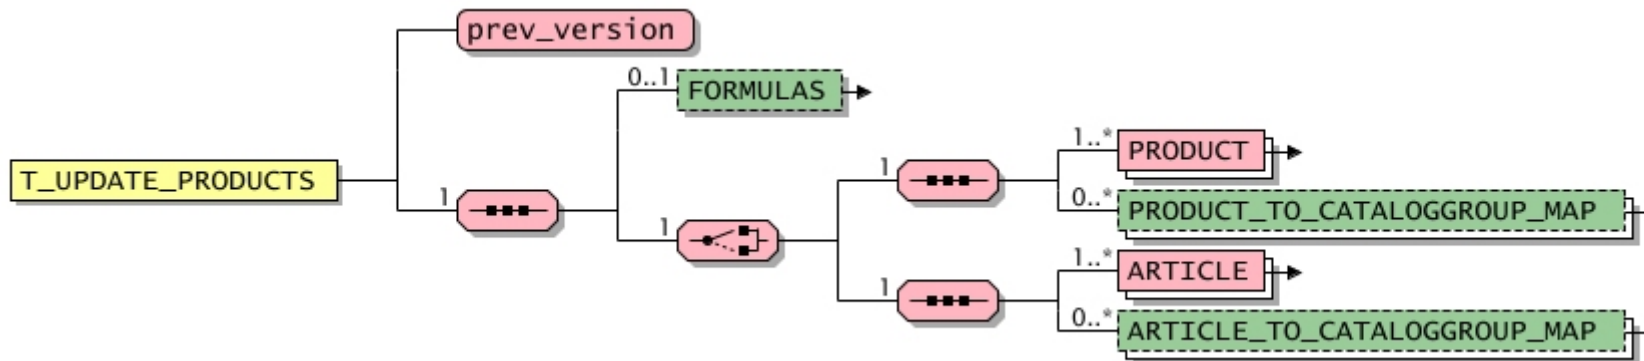 prev_version
0..1
FORMULAS
T_UPDATE_PRODUCTS
1
1
1
1..*
PRODUCT
0..*
PRODUCT_TO_CATALOGGROUP_MAP
1
1..*
ARTICLE
0..*
ARTICLE_TO_CATALOGGROUP_MAP